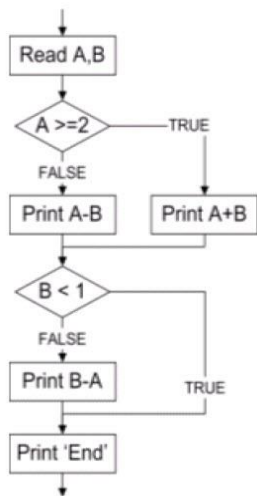 Read A,B
A >=2
TRUE
FALSE
Print A-B
Print A+B
B < 1
FALSE
Print B-A
TRUE
Print ‘End’